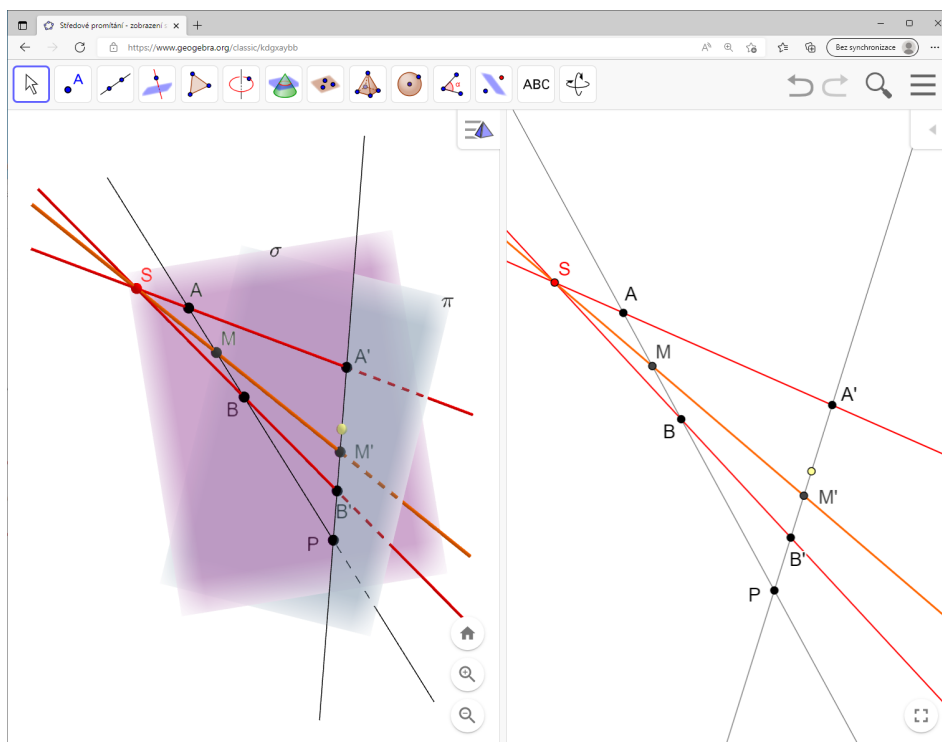 Středové promítání - zobrazení
https://www.geogebra.org/classic/kdgxaybb
Bez synchronizace
A
α
ABC
σ
π
S
A
M
B
A'
M'
B'
P
S
A
M
B
A'
M'
B'
P